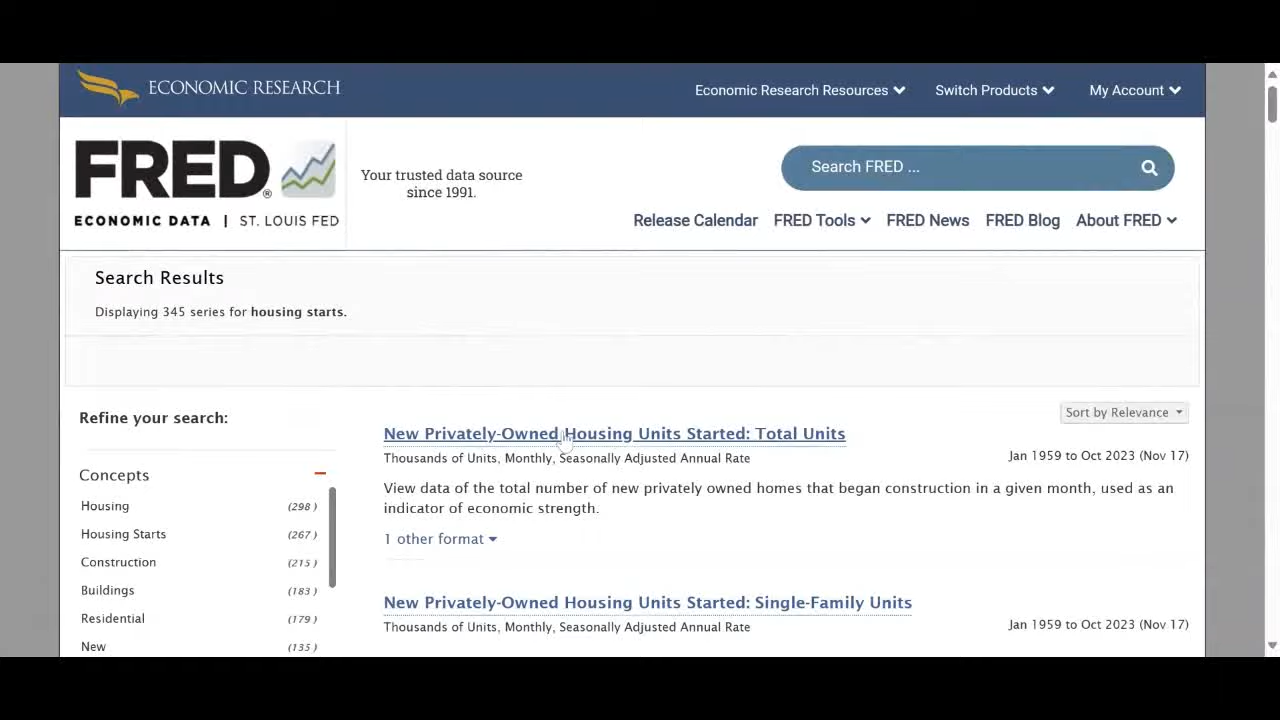 ECONOMIC RESEARCH
Economic Research Resources
Switch Products
My Account
FRED®
ECONOMIC DATA | ST. LOUIS FED
Your trusted data source
since 1991.
Search FRED ...
Release Calendar
FRED Tools
FRED News
FRED Blog
About FRED
Search Results
Displaying 345 series for housing starts.
Refine your search:
Concepts
Housing (298)
Housing Starts (267)
Construction (215)
Buildings (183)
Residential (179)
New (135)
Sort by Relevance
New Privately-Owned Housing Units Started: Total Units
Thousands of Units, Monthly, Seasonally Adjusted Annual Rate
Jan 1959 to Oct 2023 (Nov 17)
View data of the total number of new privately owned homes that began construction in a given month, used as an
indicator of economic strength.
1 other format
New Privately-Owned Housing Units Started: Single-Family Units
Thousands of Units, Monthly, Seasonally Adjusted Annual Rate
Jan 1959 to Oct 2023 (Nov 17)